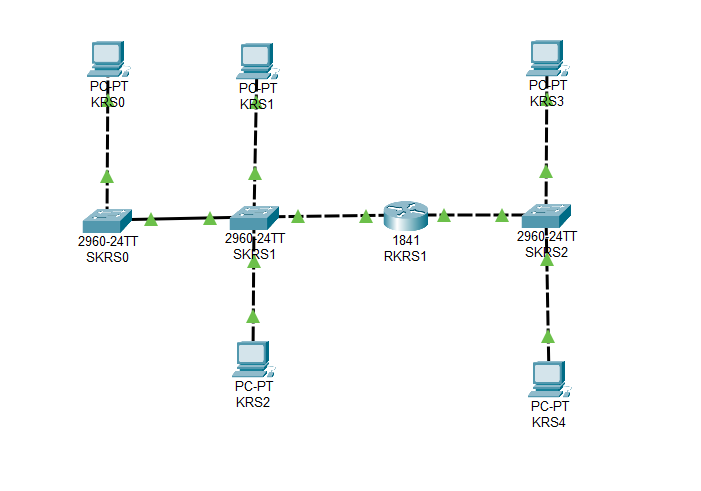 PC-PT
KRS0
PC-PT
KRS1
PC-PT
KRS3
2960-24TT
SKRS0
2960-24TT
SKRS1
1841
RKRS1
2960-24TT
SKRS2
PC-PT
KRS2
PC-PT
KRS4